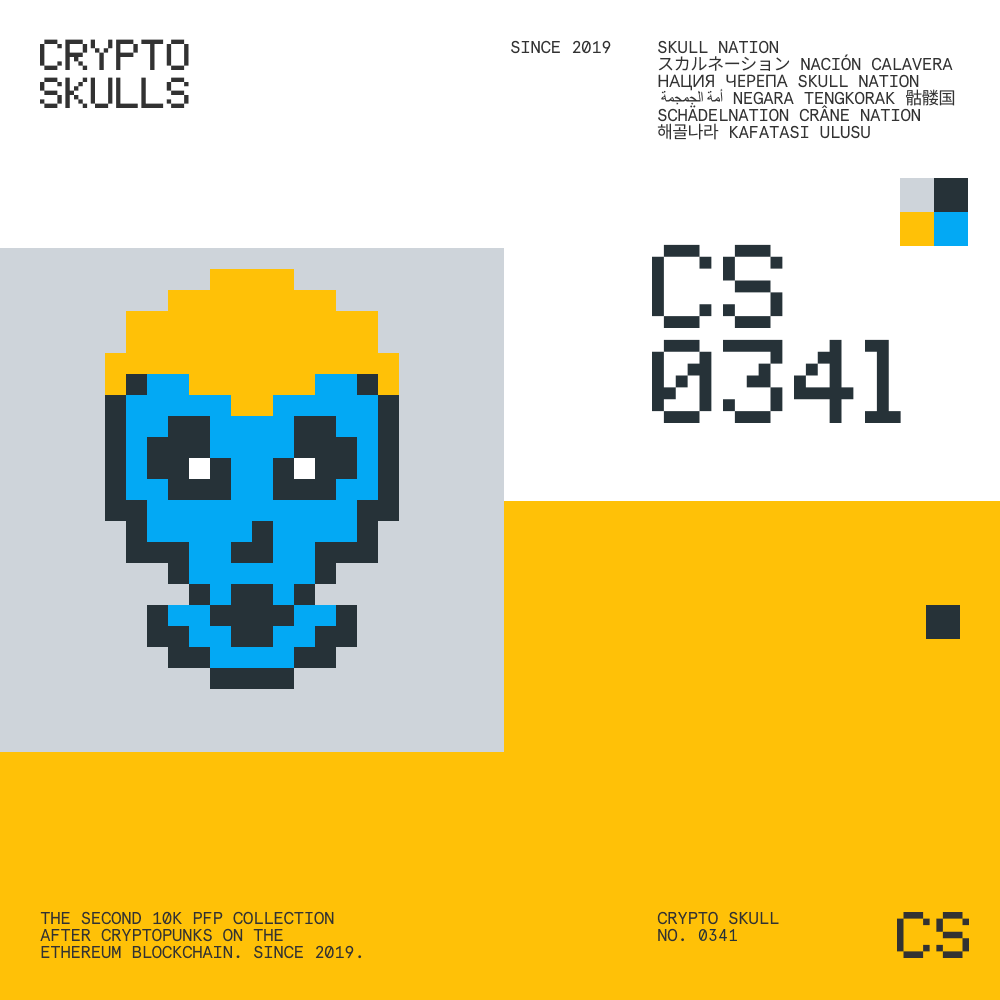 CRYPTO
SKULLS
SINCE 2019
SKULL NATION
スカルネーション NACIÓN CALAVERA
НАЦИЯ ЧЕРЕПА SKULL NATION
أمة الجمجمة NEGARA TENGKORAK 骷髅国
SCHÄDELNATION CRÂNE NATION
해골나라 KAFATASI ULUSU
CS
0341
THE SECOND 10K PFP COLLECTION
AFTER CRYPTOPUNKS ON THE
ETHEREUM BLOCKCHAIN. SINCE 2019.
CRYPTO SKULL
NO. 0341
CS